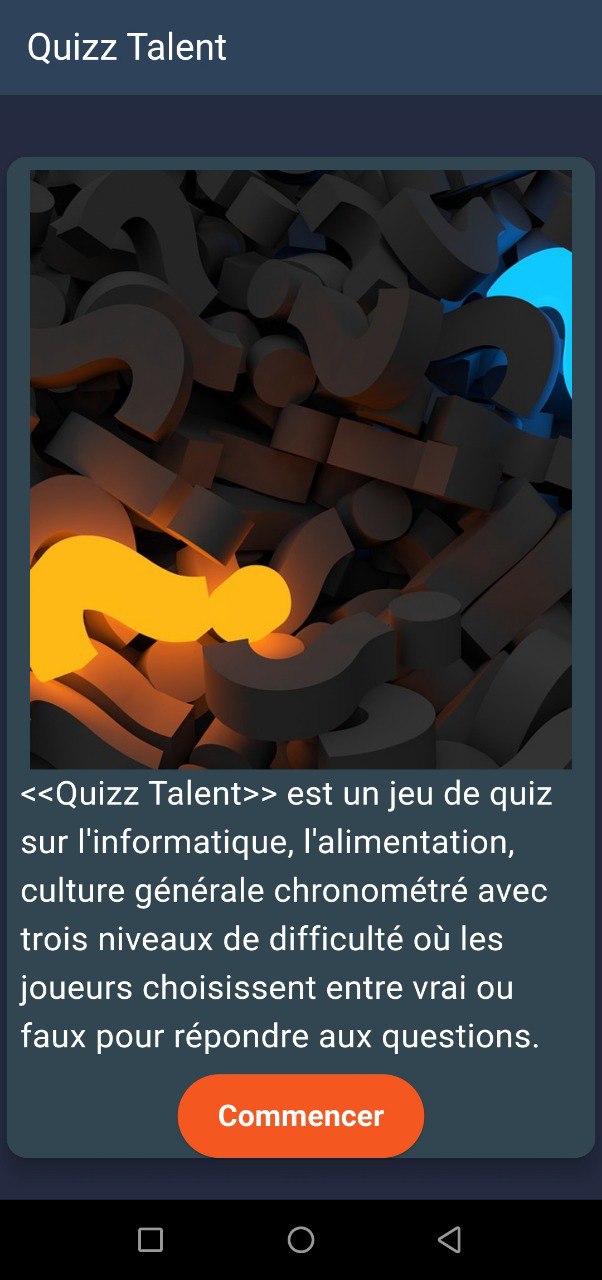 Quizz Talent
<<Quizz Talent>> est un jeu de quiz
sur l'informatique, l'alimentation,
culture générale chronométré avec
trois niveaux de difficulté où les
joueurs choisissent entre vrai ou
faux pour répondre aux questions.
Commencer